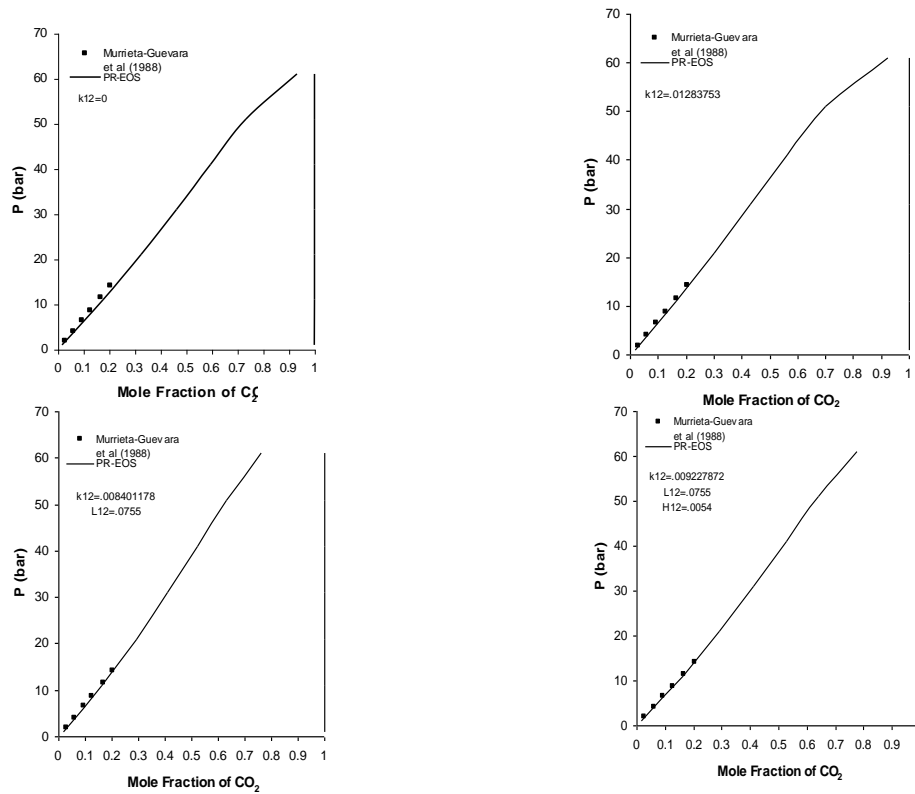 70
60
50
40
30
20
10
0
P (bar)
Murrieta-Guevara
et al (1988)
PR-EOS
k12=0
0 0.1 0.2 0.3 0.4 0.5 0.6 0.7 0.8 0.9 1
Mole Fraction of CO2
70
60
50
40
30
20
10
0
P (bar)
Murrieta-Guevara
et al (1988)
PR-EOS
k12=.01283753
0 0.1 0.2 0.3 0.4 0.5 0.6 0.7 0.8 0.9 1
Mole Fraction of CO2
70
60
50
40
30
20
10
0
P (bar)
Murrieta-Guevara
et al (1988)
PR-EOS
k12=.008401178
L12=.0755
0 0.1 0.2 0.3 0.4 0.5 0.6 0.7 0.8 0.9 1
Mole Fraction of CO2
70
60
50
40
30
20
10
0
P (bar)
Murrieta-Guevara
et al (1988)
PR-EOS
k12=.009227872
L12=.0755
H12=.0054
0 0.1 0.2 0.3 0.4 0.5 0.6 0.7 0.8 0.9
Mole Fraction of CO2